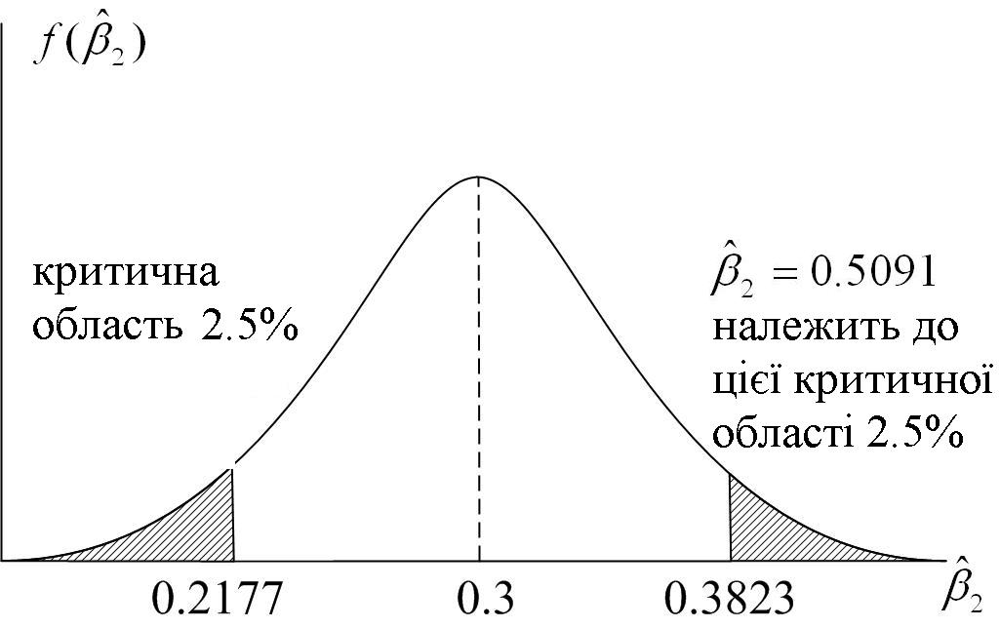 f(β̂₂)
критична
область 2.5%
β̂₂ = 0.5091
належить до
цієї критичної
області 2.5%
0.2177 0.3 0.3823 β̂₂